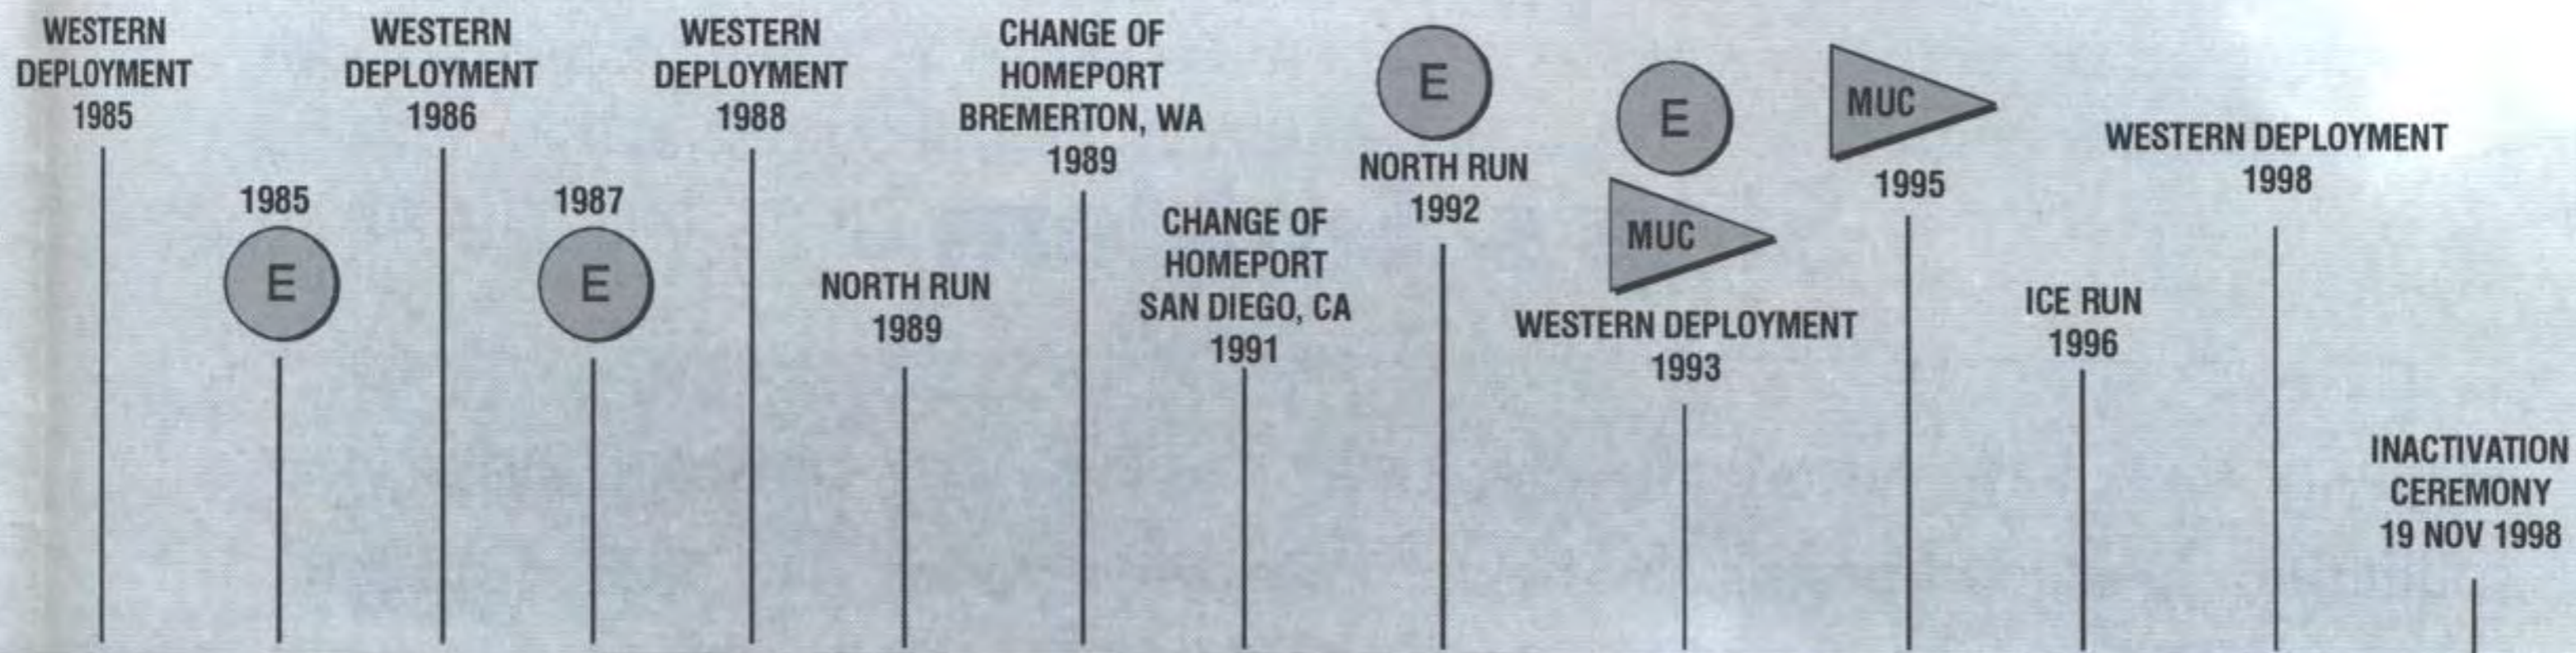 WESTERN
DEPLOYMENT
1985
1985
E
WESTERN
DEPLOYMENT
1986
1987
E
WESTERN
DEPLOYMENT
1988
NORTH RUN
1989
CHANGE OF
HOMEPORT
BREMERTON, WA
1989
CHANGE OF
HOMEPORT
SAN DIEGO, CA
1991
E
NORTH RUN
1992
E
MUC
WESTERN DEPLOYMENT
1993
MUC
1995
ICE RUN
1996
WESTERN DEPLOYMENT
1998
INACTIVATION
CEREMONY
19 NOV 1998